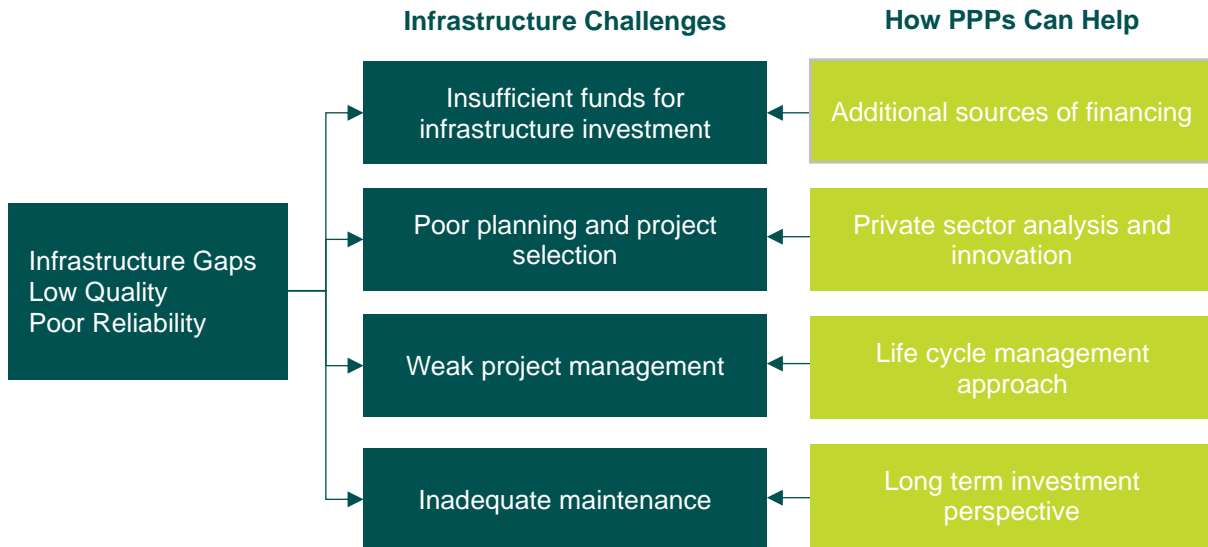 Infrastructure Challenges
How PPPs Can Help
Insufficient funds for
infrastructure investment
Additional sources of financing
Poor planning and project
selection
Private sector analysis and
innovation
Infrastructure Gaps
Low Quality
Poor Reliability
Weak project management
Life cycle management
approach
Inadequate maintenance
Long term investment
perspective